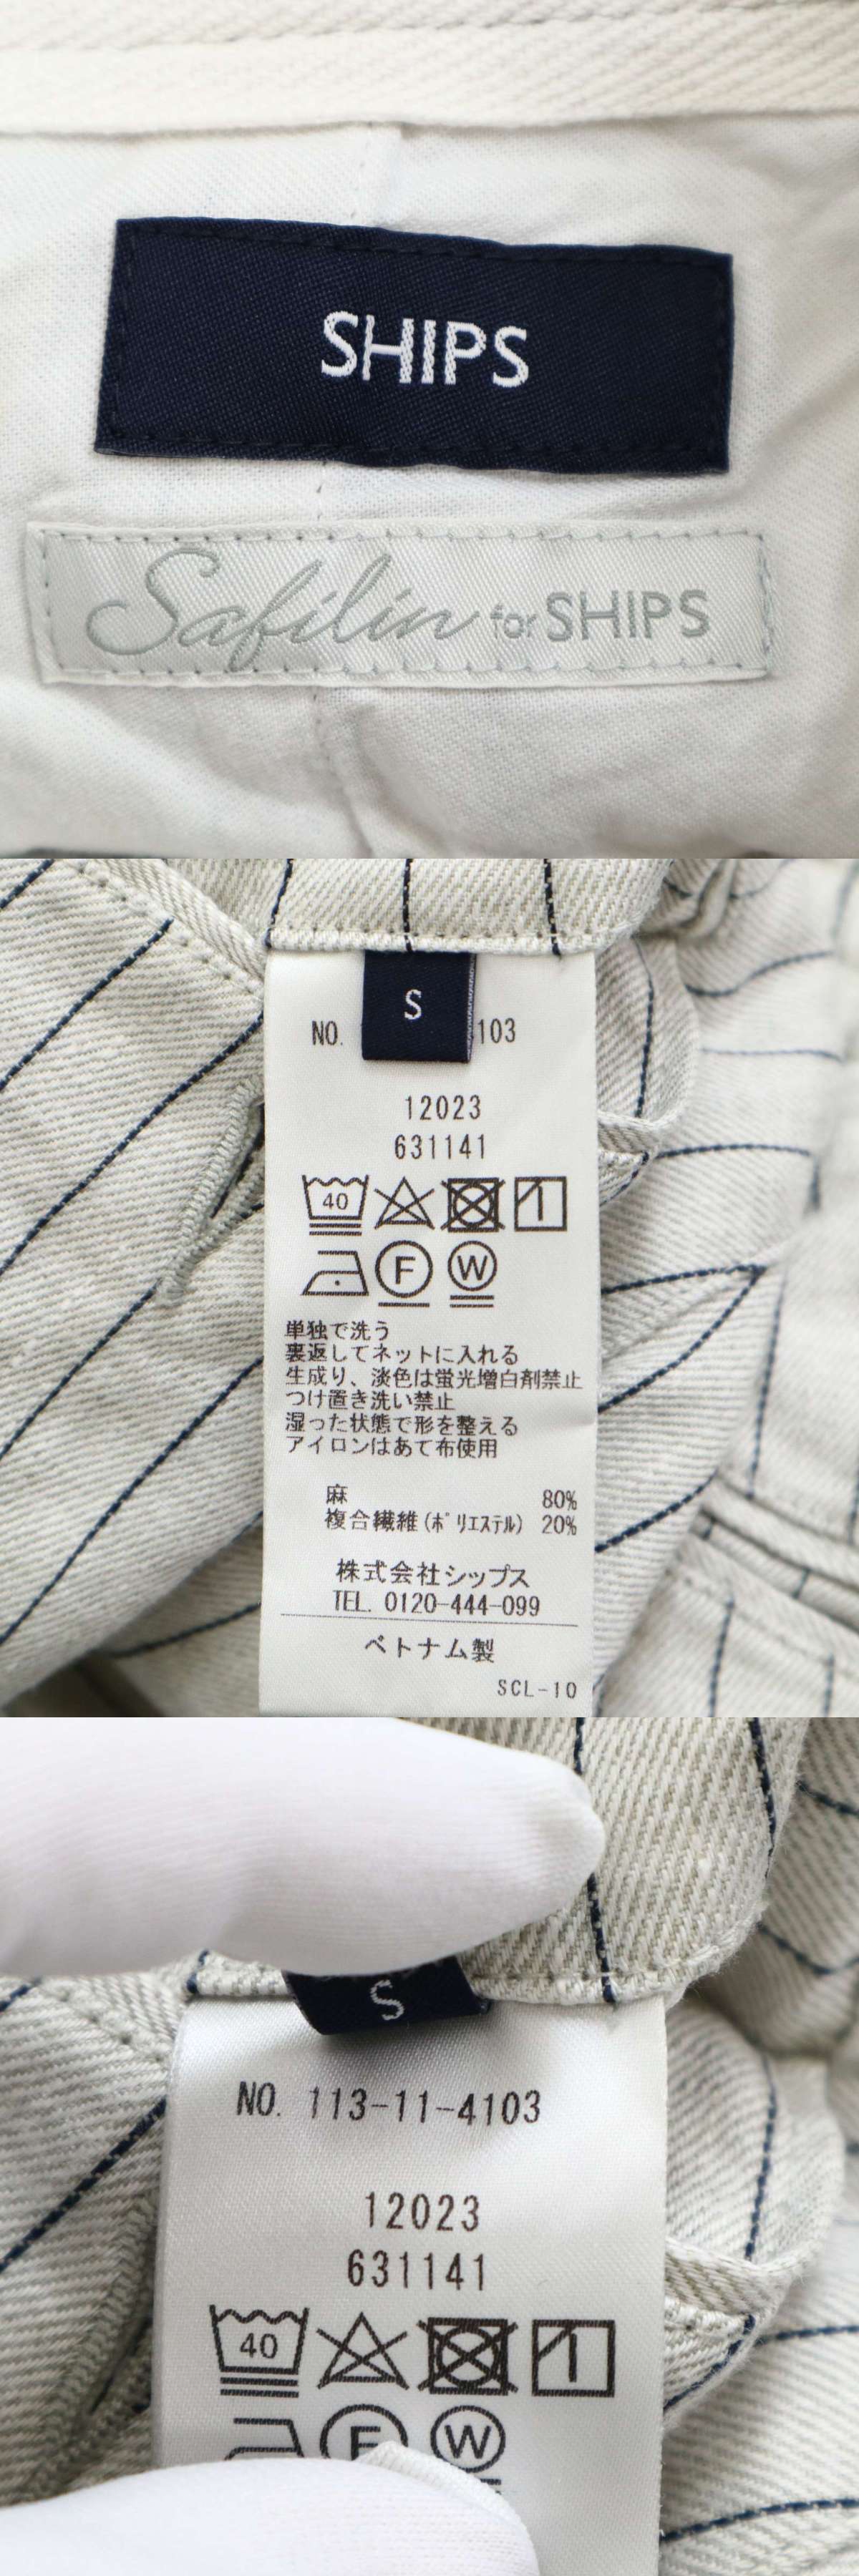 SHIPS
Safilin for SHIPS
S
NO. 103
12023
631141
40
F W
単独で洗う
裏返してネットに入れる
生成り、淡色は蛍光増白剤禁止
つけ置き洗い禁止
湿った状態で形を整える
アイロンはあて布使用
麻 80%
複合繊維(ポリエステル) 20%
株式会社シップス
TEL. 0120-444-099
ベトナム製
SCL-10
S
NO. 113-11-4103
12023
631141
40
F W